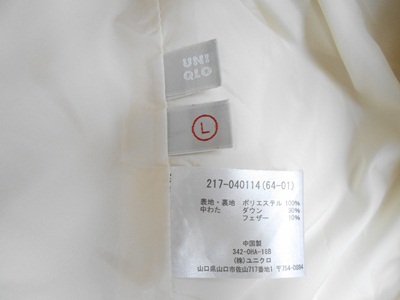 UNI
QLO
L
217-040114(64-01)
表地・裏地 ポリエステル 100%
中わた ダウン 90%
フェザー 10%
中国製
342-0HA-16B
(株)ユニクロ
山口県山口市佐山717番地1 〒754-0894